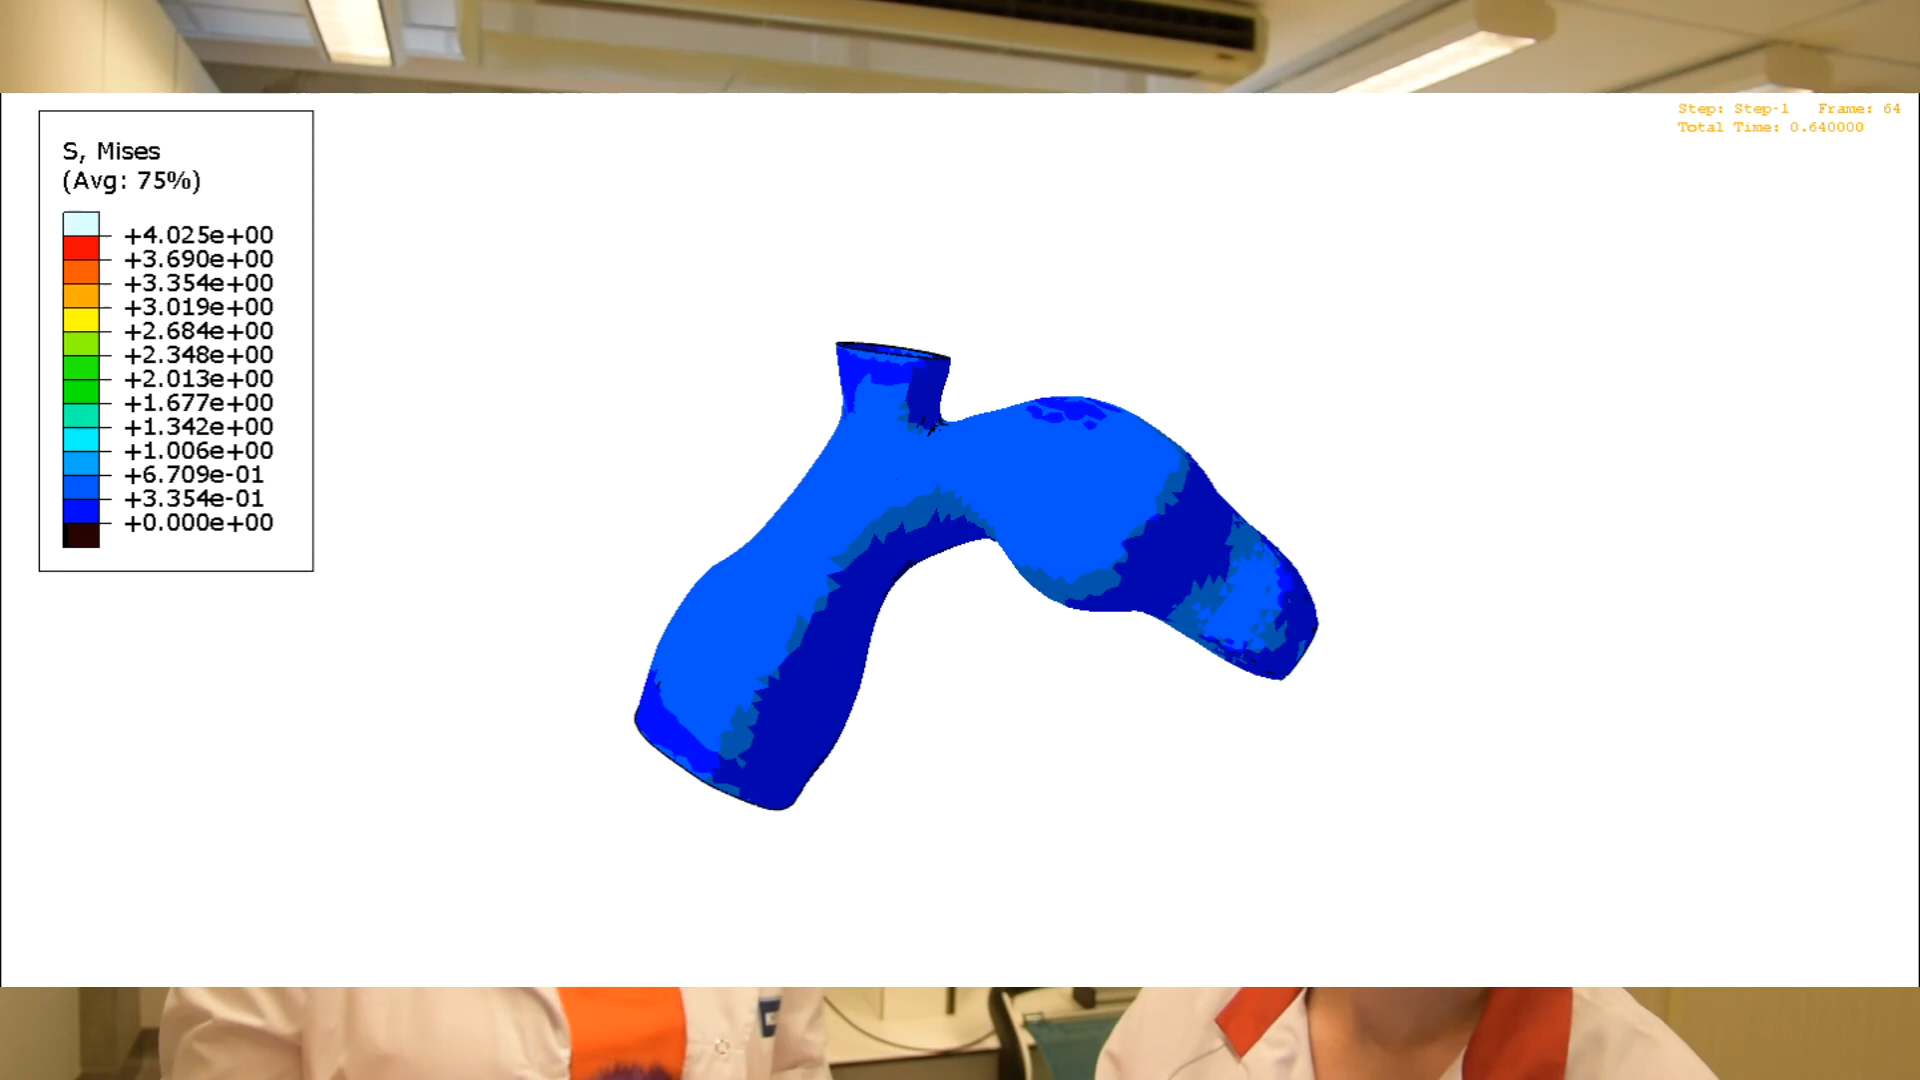 Step: Step-1 Frame: 64
Total Time: 0.640000
S, Mises
(Avg: 75%)
+4.025e+00
+3.690e+00
+3.354e+00
+3.019e+00
+2.684e+00
+2.348e+00
+2.013e+00
+1.677e+00
+1.342e+00
+1.006e+00
+6.709e-01
+3.354e-01
+0.000e+00